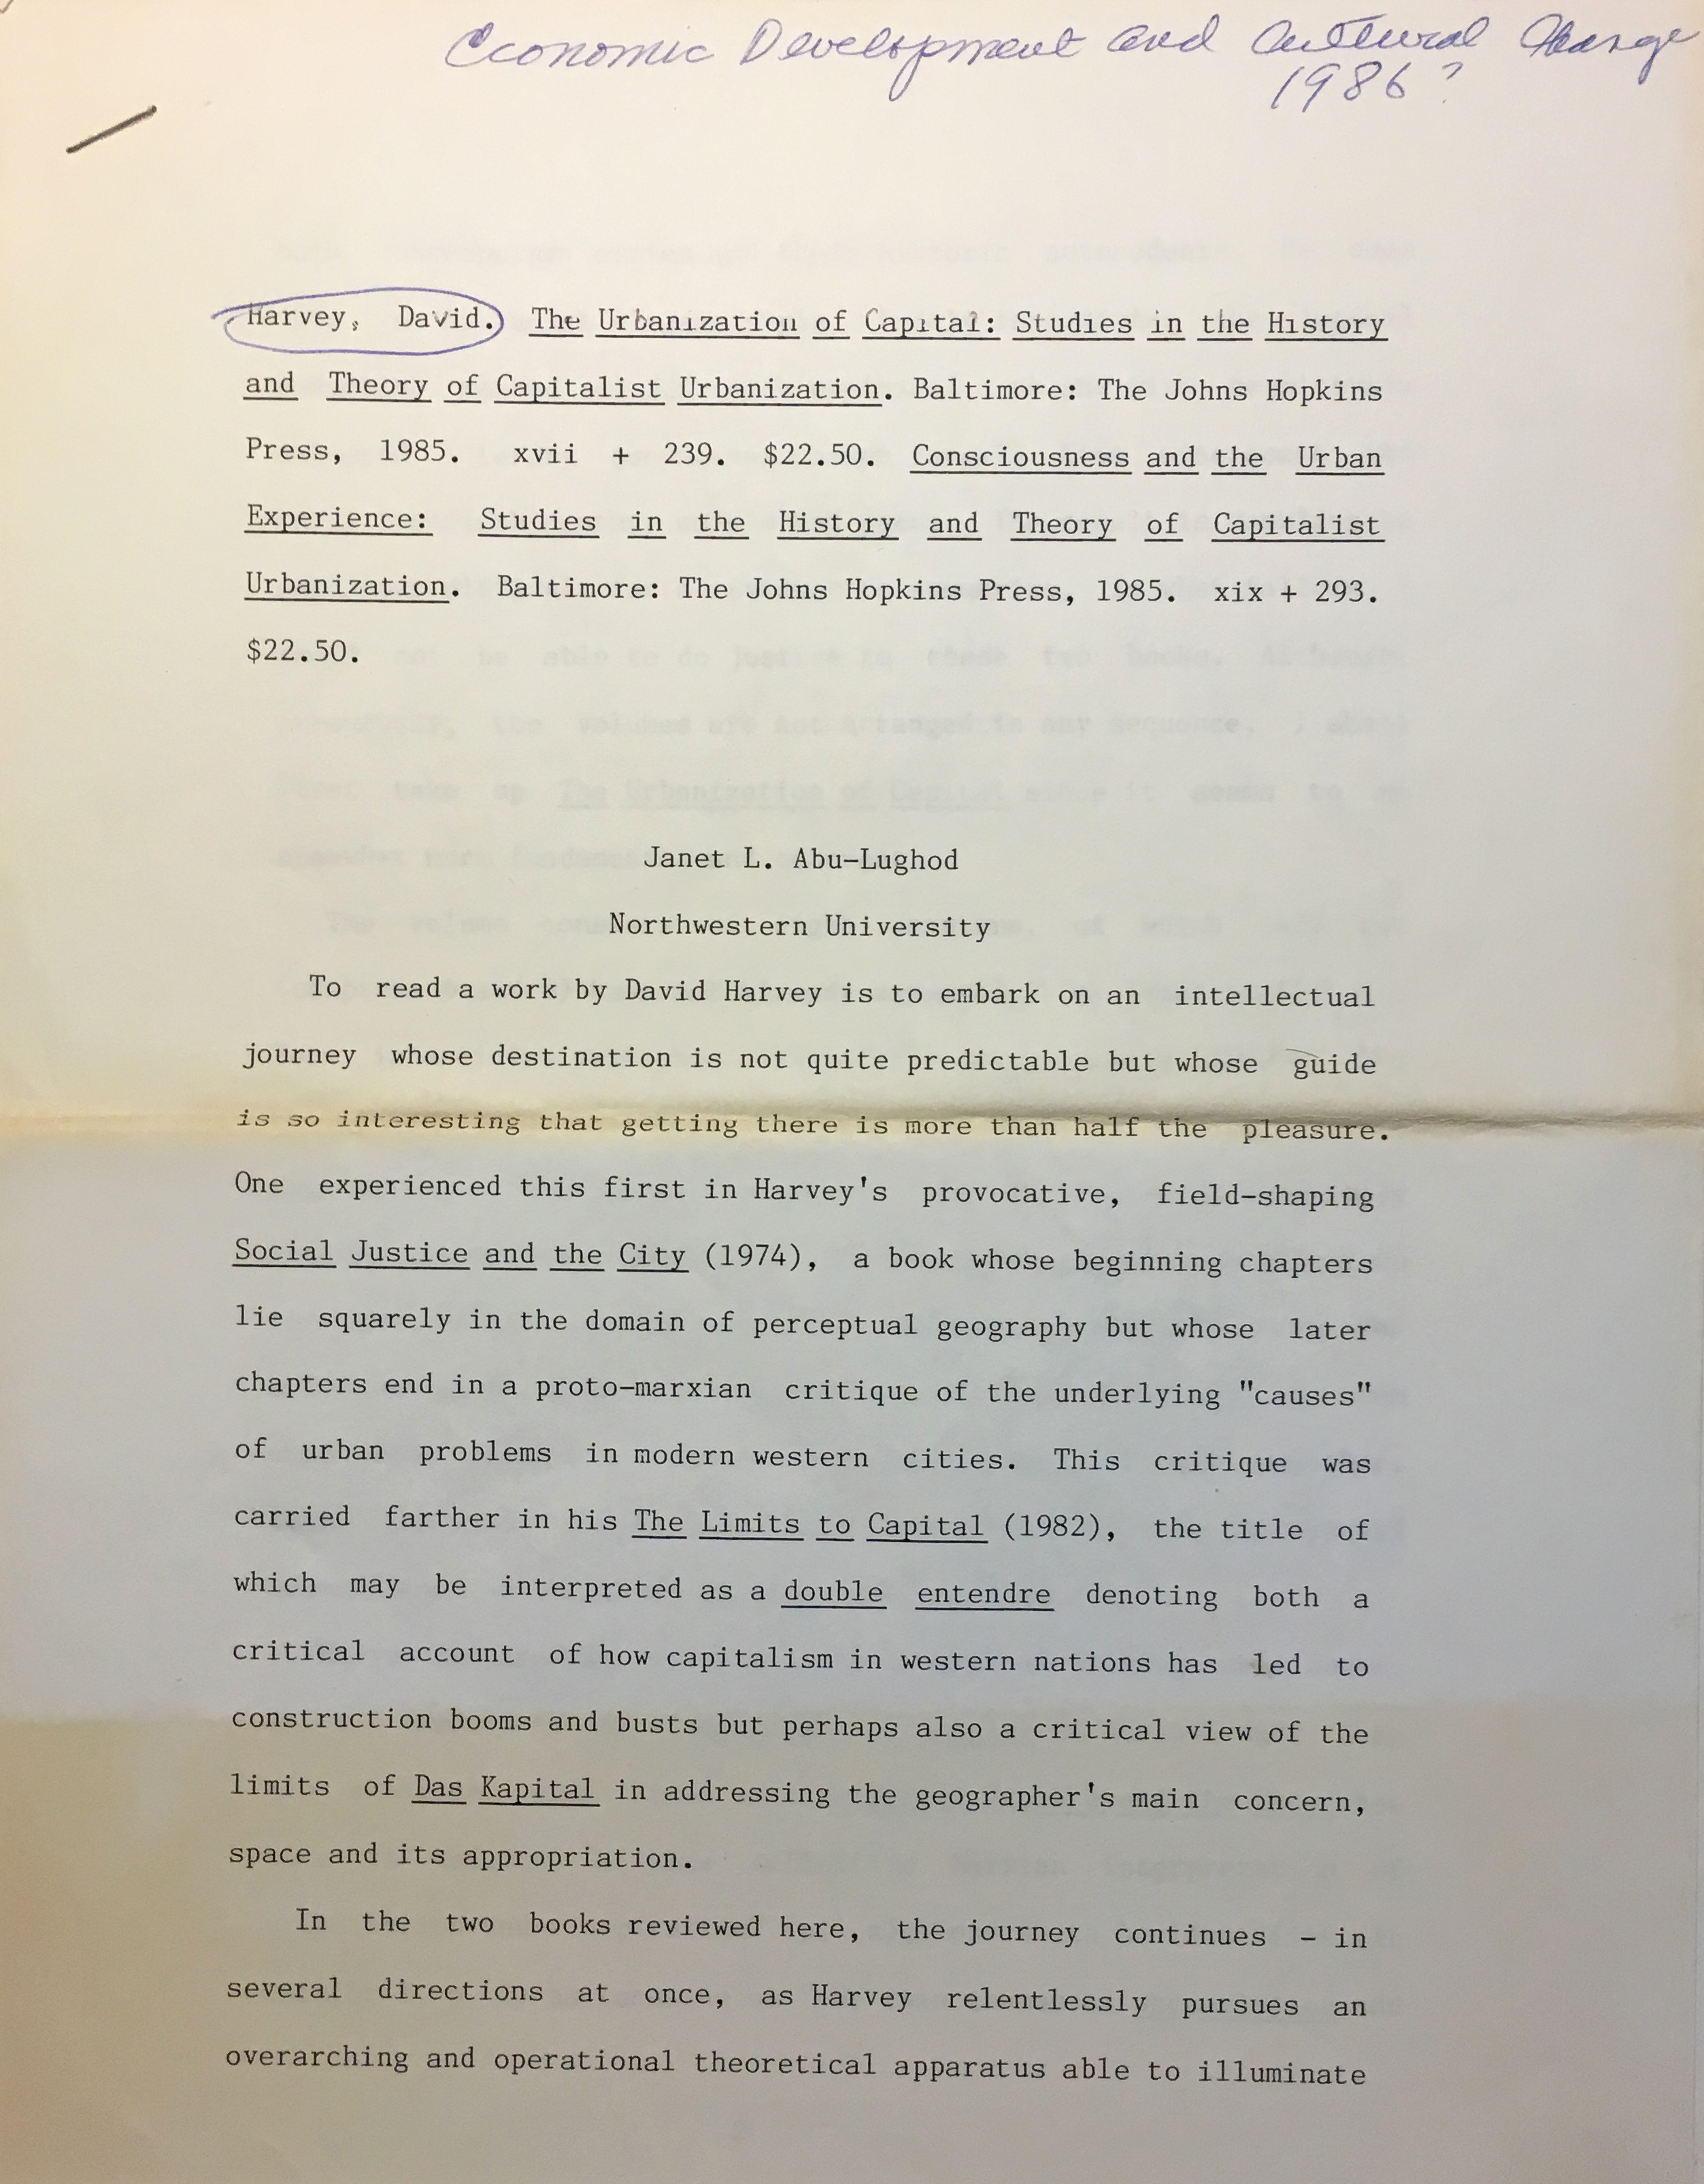 Economic Development and Cultural Change
1986?
Harvey, David. The Urbanization of Capital: Studies in the History
and Theory of Capitalist Urbanization. Baltimore: The Johns Hopkins
Press, 1985. xvii + 239. $22.50. Consciousness and the Urban
Experience: Studies in the History and Theory of Capitalist
Urbanization. Baltimore: The Johns Hopkins Press, 1985. xix + 293.
$22.50.
Janet L. Abu-Lughod
Northwestern University
To read a work by David Harvey is to embark on an intellectual
journey whose destination is not quite predictable but whose guide
is so interesting that getting there is more than half the pleasure.
One experienced this first in Harvey's provocative, field-shaping
Social Justice and the City (1974), a book whose beginning chapters
lie squarely in the domain of perceptual geography but whose later
chapters end in a proto-marxian critique of the underlying "causes"
of urban problems in modern western cities. This critique was
carried farther in his The Limits to Capital (1982), the title of
which may be interpreted as a double entendre denoting both a
critical account of how capitalism in western nations has led to
construction booms and busts but perhaps also a critical view of the
limits of Das Kapital in addressing the geographer's main concern,
space and its appropriation.
In the two books reviewed here, the journey continues - in
several directions at once, as Harvey relentlessly pursues an
overarching and operational theoretical apparatus able to illuminate